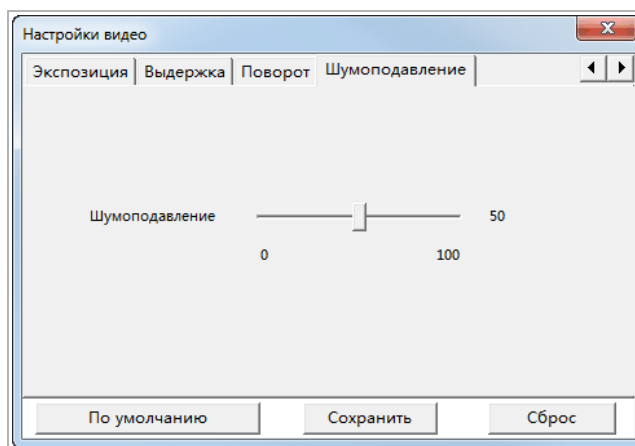 Настройки видео
Экспозиция Выдержка Поворот Шумоподавление
Шумоподавление 50
0 100
По умолчанию Сохранить Сброс